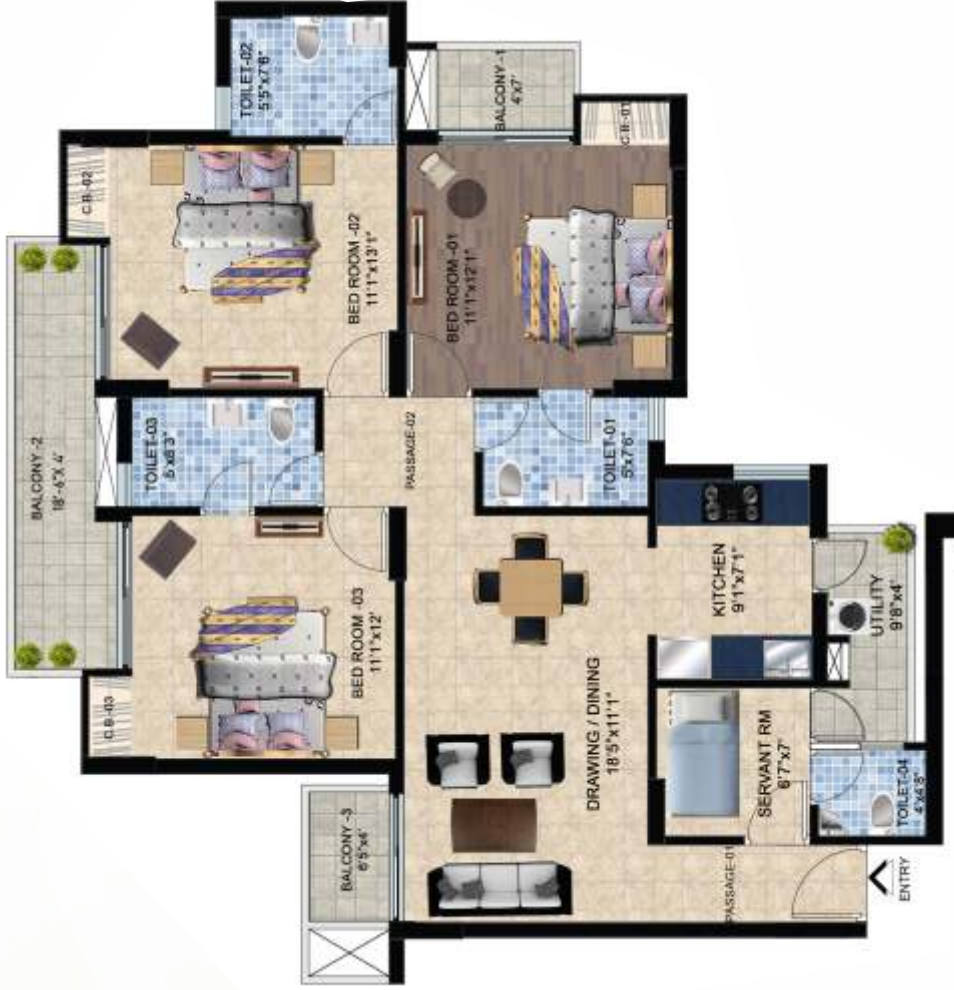 TOILET-02
5'5"x7'6"
BALCONY -1
4'x7'
C.B.-01
C.B.-02
BED ROOM -02
11'1"x13'1"
BED ROOM -01
11'1"x12'1"
BALCONY -2
18'-6"X 4'
TOILET-03
5'x8'3"
PASSAGE-02
TOILET-01
5'x7'6"
C.B.-03
BED ROOM -03
11'1"x12'
KITCHEN
9'1"x7'1"
UTILITY
9'8"x4'
DRAWING / DINING
18'5"x11'1"
SERVANT RM
6'7"x7'
TOILET-04
4'x4'8"
BALCONY -3
6'5"x4'
PASSAGE-01
ENTRY